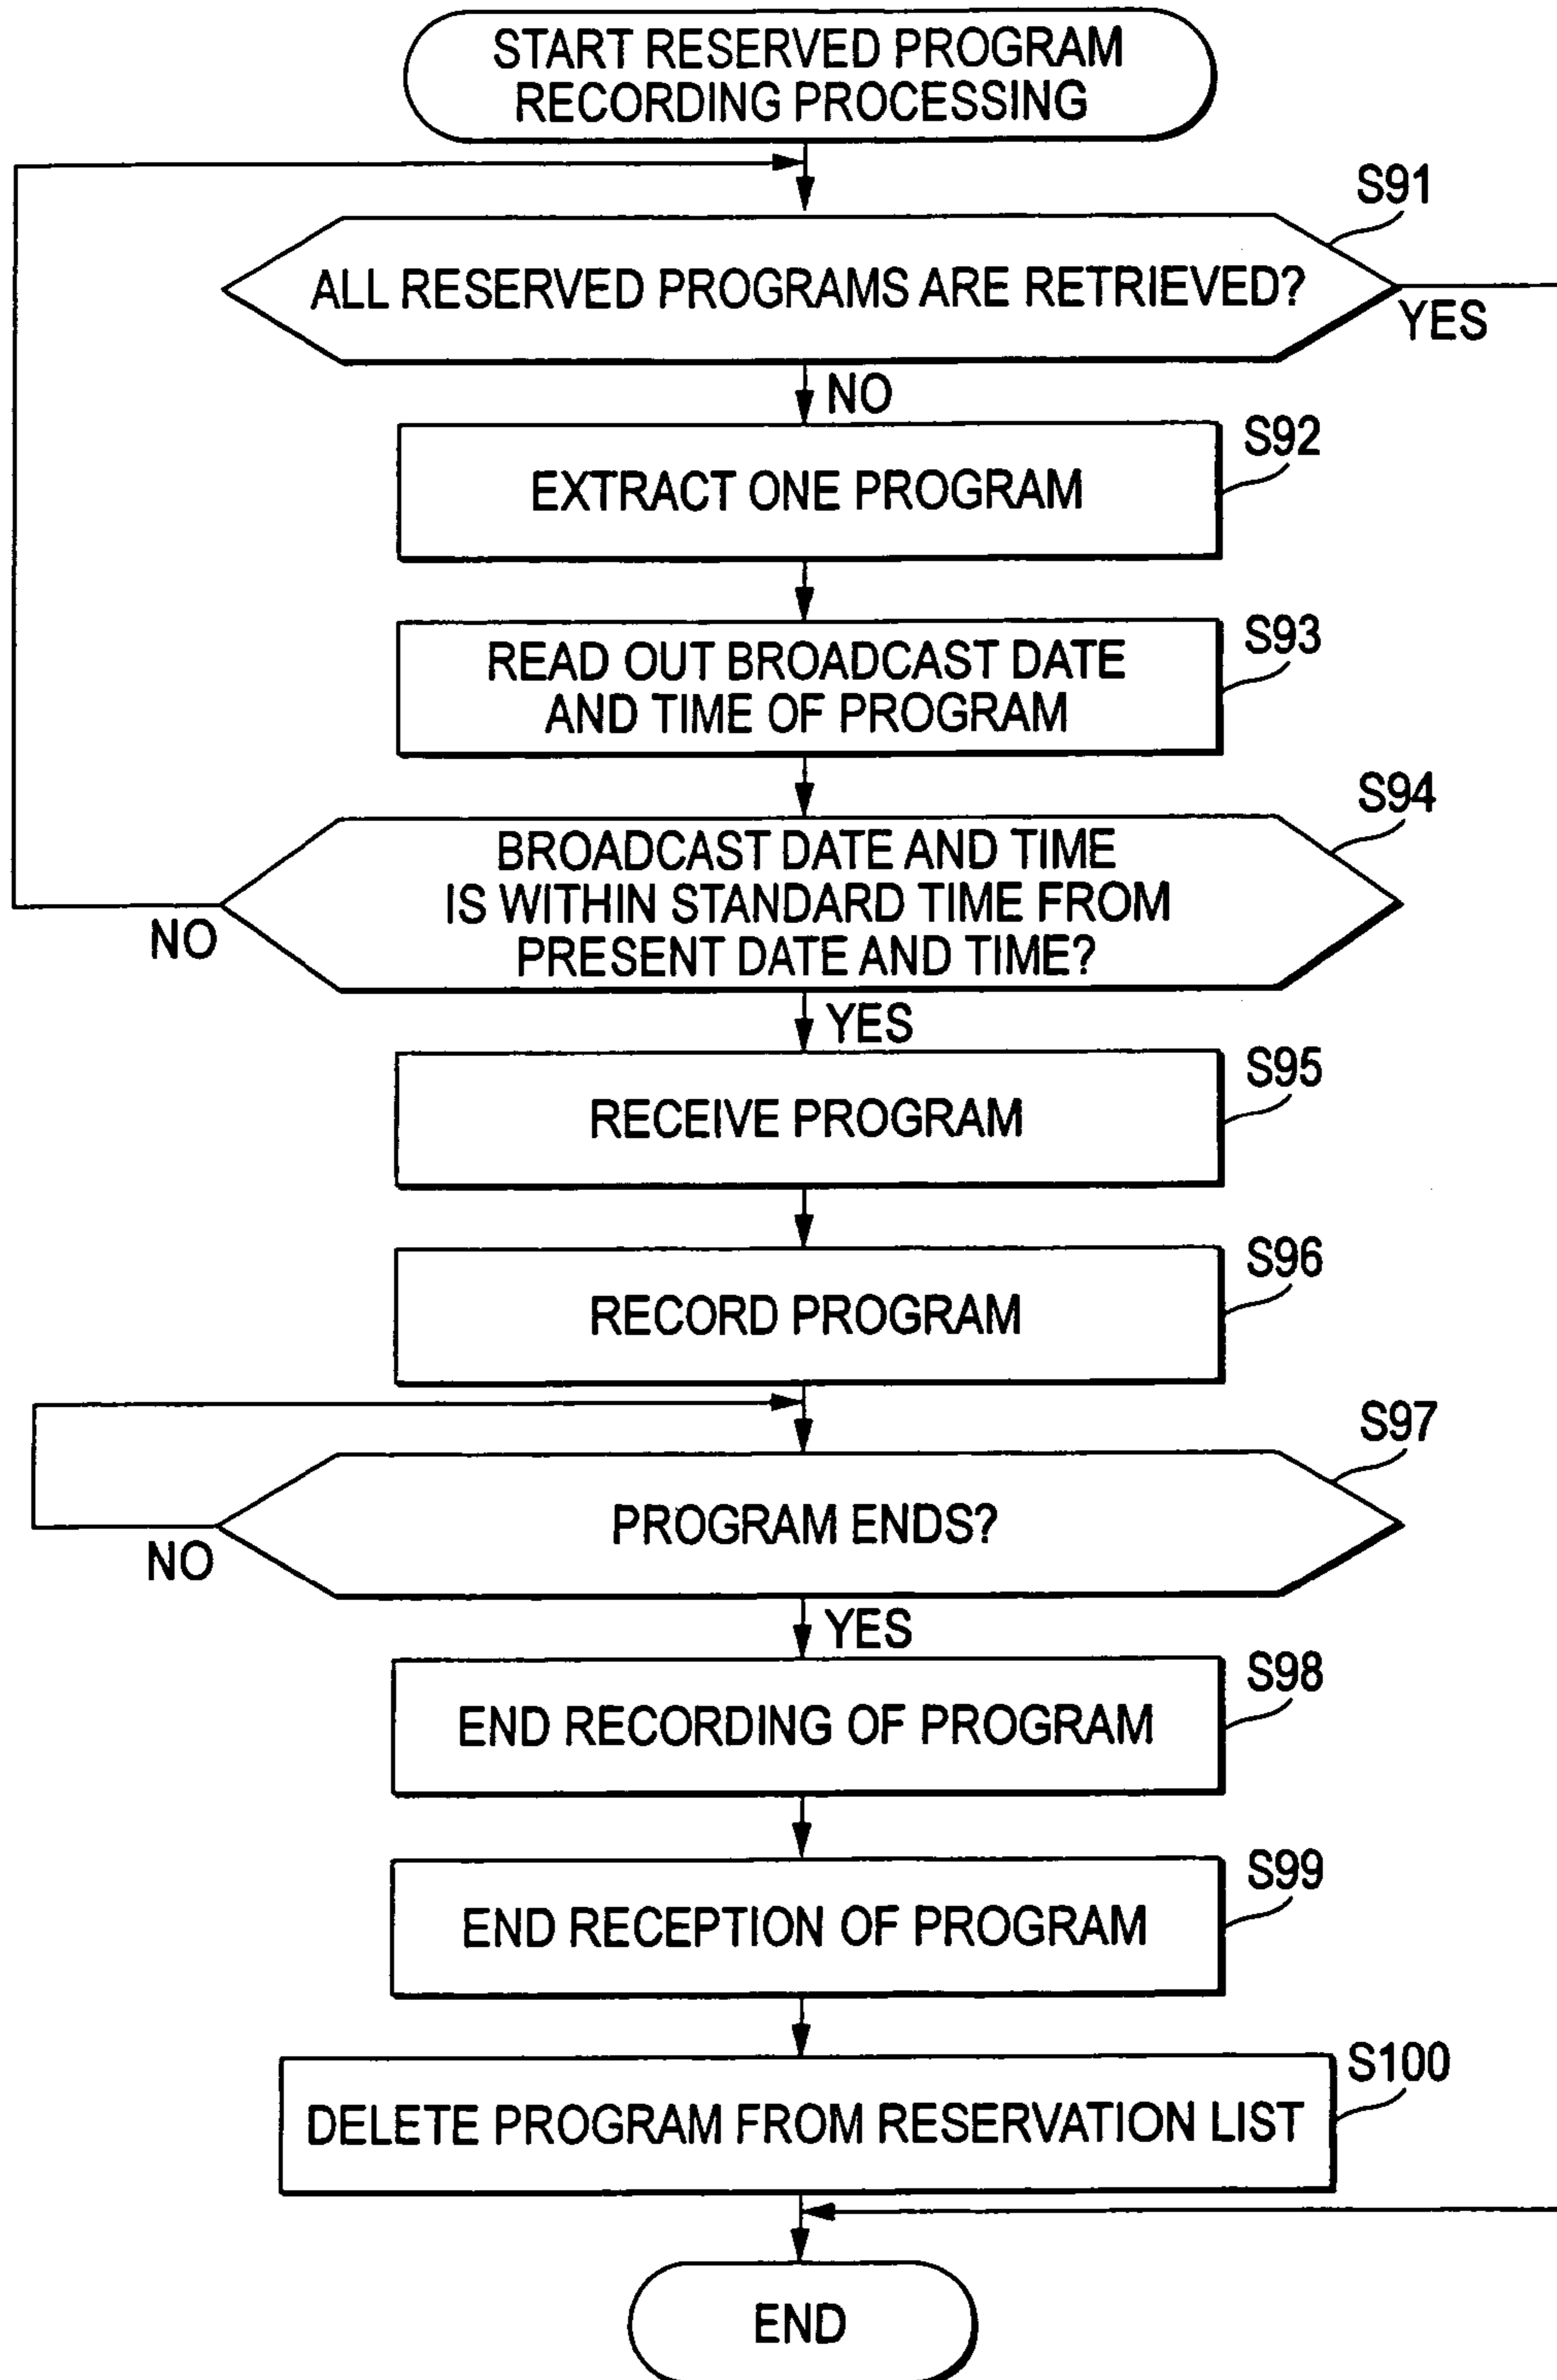 START RESERVED PROGRAM
RECORDING PROCESSING
S91
ALL RESERVED PROGRAMS ARE RETRIEVED?
YES
NO
S92
EXTRACT ONE PROGRAM
S93
READ OUT BROADCAST DATE
AND TIME OF PROGRAM
S94
BROADCAST DATE AND TIME
IS WITHIN STANDARD TIME FROM
PRESENT DATE AND TIME?
NO
YES
S95
RECEIVE PROGRAM
S96
RECORD PROGRAM
S97
PROGRAM ENDS?
NO
YES
S98
END RECORDING OF PROGRAM
S99
END RECEPTION OF PROGRAM
S100
DELETE PROGRAM FROM RESERVATION LIST
END